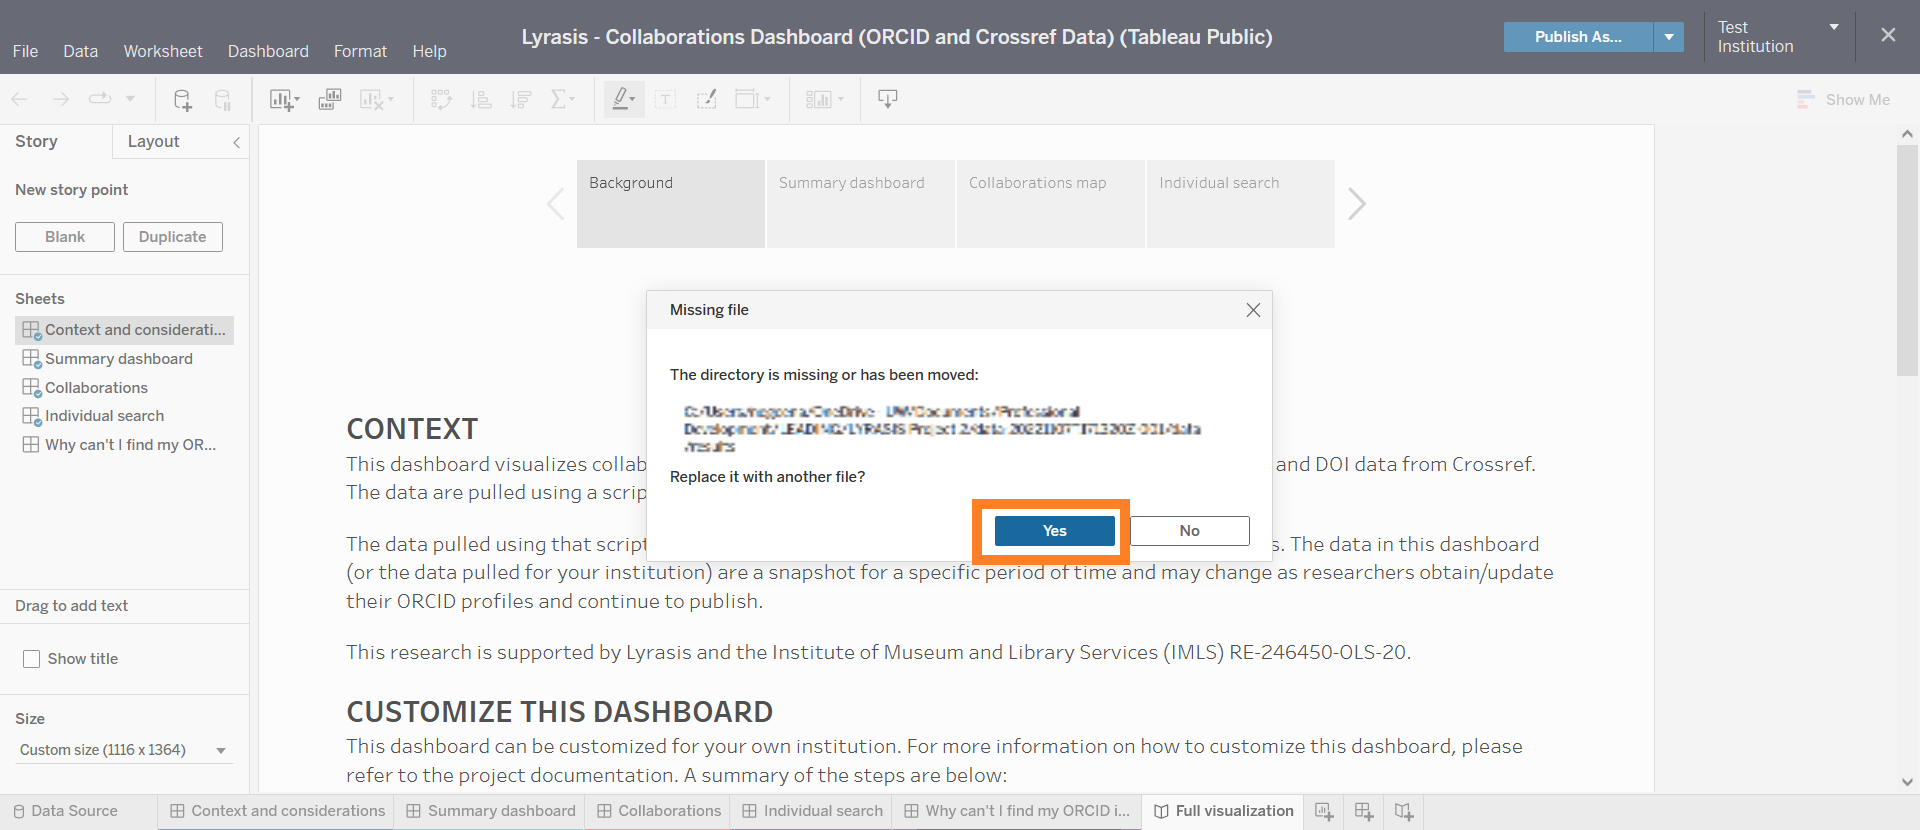 Lyrasis - Collaborations Dashboard (ORCID and Crossref Data) (Tableau Public)
File Data Worksheet Dashboard Format Help
Publish As...
Test
Institution
Show Me
Story Layout
New story point
Blank Duplicate
Sheets
Context and considerati...
Summary dashboard
Collaborations
Individual search
Why can't I find my OR...
Drag to add text
Show title
Size
Custom size (1116 x 1364)
Background Summary dashboard Collaborations map Individual search
Missing file
The directory is missing or has been moved:
Replace it with another file?
Yes No
CONTEXT
This dashboard visualizes collab and DOI data from Crossref.
The data are pulled using a scrip
The data pulled using that script s. The data in this dashboard
(or the data pulled for your institution) are a snapshot for a specific period of time and may change as researchers obtain/update
their ORCID profiles and continue to publish.
This research is supported by Lyrasis and the Institute of Museum and Library Services (IMLS) RE-246450-OLS-20.
CUSTOMIZE THIS DASHBOARD
This dashboard can be customized for your own institution. For more information on how to customize this dashboard, please
refer to the project documentation. A summary of the steps are below:
Data Source Context and considerations Summary dashboard Collaborations Individual search Why can't I find my ORCID i... Full visualization